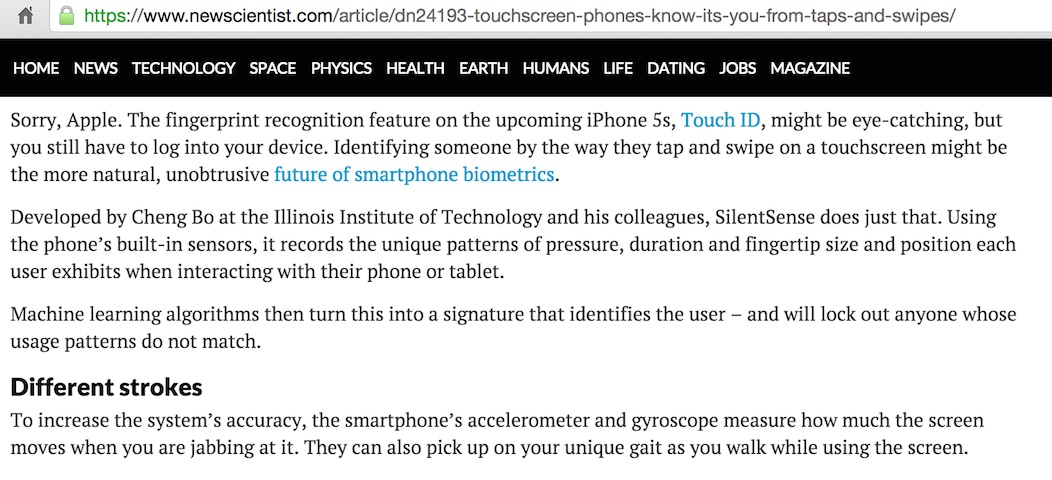 https://www.newscientist.com/article/dn24193-touchscreen-phones-know-its-you-from-taps-and-swipes/
HOME NEWS TECHNOLOGY SPACE PHYSICS HEALTH EARTH HUMANS LIFE DATING JOBS MAGAZINE
Sorry, Apple. The fingerprint recognition feature on the upcoming iPhone 5s, Touch ID, might be eye-catching, but
you still have to log into your device. Identifying someone by the way they tap and swipe on a touchscreen might be
the more natural, unobtrusive future of smartphone biometrics.
Developed by Cheng Bo at the Illinois Institute of Technology and his colleagues, SilentSense does just that. Using
the phone’s built-in sensors, it records the unique patterns of pressure, duration and fingertip size and position each
user exhibits when interacting with their phone or tablet.
Machine learning algorithms then turn this into a signature that identifies the user – and will lock out anyone whose
usage patterns do not match.
Different strokes
To increase the system’s accuracy, the smartphone’s accelerometer and gyroscope measure how much the screen
moves when you are jabbing at it. They can also pick up on your unique gait as you walk while using the screen.